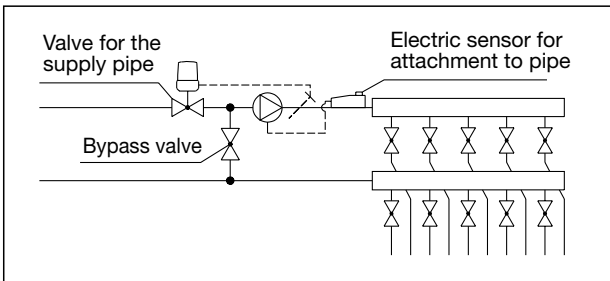 Valve for the
supply pipe
Electric sensor for
attachment to pipe
Bypass valve